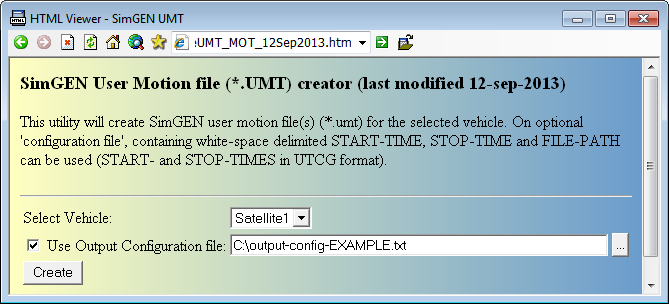 HTML Viewer - SimGEN UMT
:UMT_MOT_12Sep2013.htm
SimGEN User Motion file (*.UMT) creator (last modified 12-sep-2013)
This utility will create SimGEN user motion file(s) (*.umt) for the selected vehicle. On optional
'configuration file', containing white-space delimited START-TIME, STOP-TIME and FILE-PATH
can be used (START- and STOP-TIMES in UTCG format).
Select Vehicle: Satellite1
Use Output Configuration file: C:\output-config-EXAMPLE.txt ...
Create